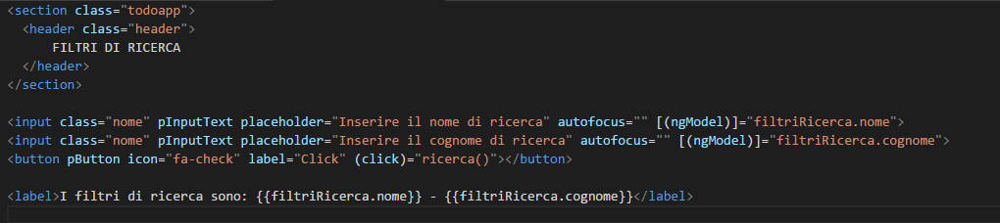 <section class="todoapp">
<header class="header">
FILTRI DI RICERCA
</header>
</section>
<input class="nome" pInputText placeholder="Inserire il nome di ricerca" autofocus="" [(ngModel)]="filtriRicerca.nome">
<input class="nome" pInputText placeholder="Inserire il cognome di ricerca" autofocus="" [(ngModel)]="filtriRicerca.cognome">
<button pButton icon="fa-check" label="Click" (click)="ricerca()"></button>
<label>I filtri di ricerca sono: {{filtriRicerca.nome}} - {{filtriRicerca.cognome}}</label>